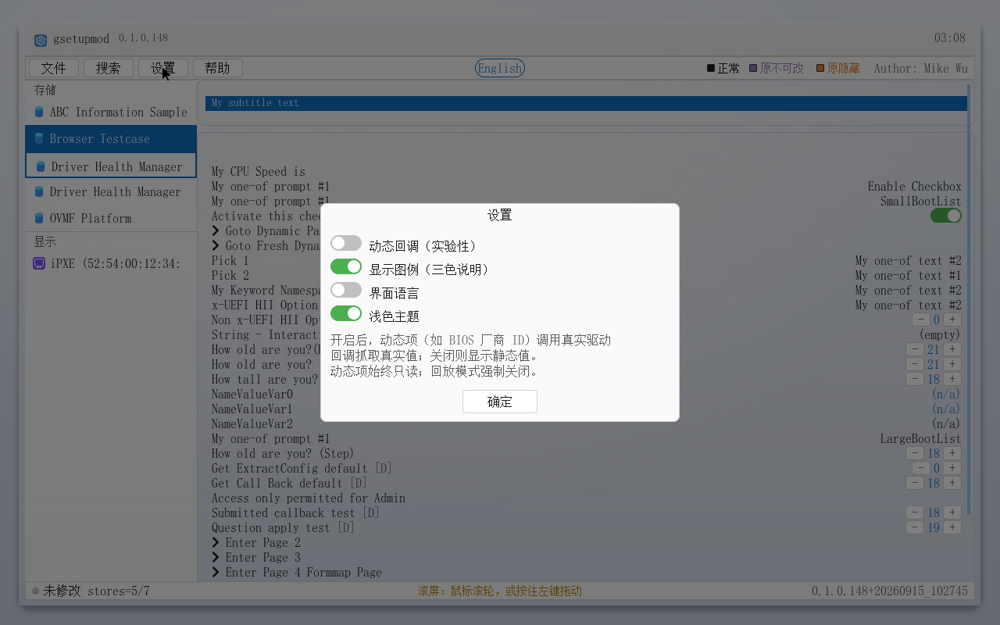 gsetupmod 0.1.0.148 03:08
文件 搜索 设置 帮助 English 正常 原不可改 原隐藏 Author: Mike Wu
存储
ABC Information Sample
Browser Testcase
Driver Health Manager
Driver Health Manager
OVMF Platform
显示
iPXE (52:54:00:12:34:
My subtitle text
My CPU Speed is
My one-of prompt #1 Enable Checkbox
My one-of prompt #1 SmallBootList
Activate this che
Goto Dynamic Pa
Goto Fresh Dyna
Pick 1 My one-of text #2
Pick 2 My one-of text #1
My Keyword Namesp My one-of text #2
x-UEFI HII Option My one-of text #2
Non x-UEFI HII Op − 0 +
String - Interact (empty)
How old are you?( − 21 +
How old are you? − 21 +
How tall are you? − 18 +
NameValueVar0 (n/a)
NameValueVar1 (n/a)
NameValueVar2 (n/a)
My one-of prompt #1 LargeBootList
How old are you? (Step) − 18 +
Get ExtractConfig default [D] − 0 +
Get Call Back default [D] − 18 +
Access only permitted for Admin
Submitted callback test [D] − 18 +
Question apply test [D] − 19 +
Enter Page 2
Enter Page 3
Enter Page 4 Formmap Page
设置
动态回调（实验性）
显示图例（三色说明）
界面语言
浅色主题
开启后，动态项（如 BIOS 厂商 ID）调用真实驱动
回调抓取真实值；关闭则显示静态值。
动态项始终只读；回放模式强制关闭。
确定
未修改 stores=5/7 滚屏：鼠标滚轮，或按住左键拖动 0.1.0.148+20260915_102745